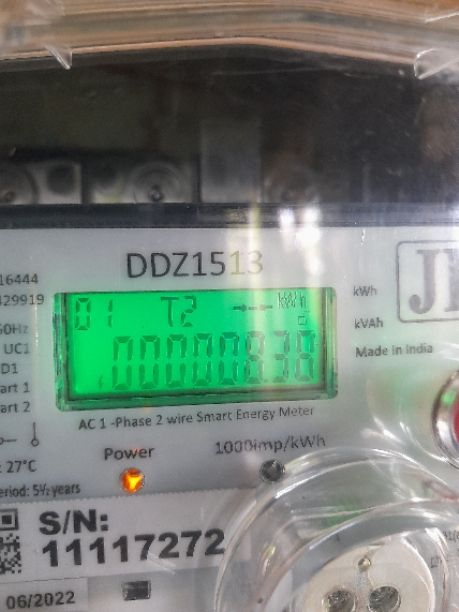 DDZ1513
16444
429919
50Hz
UC1
D1
art 1
art 2
27°C
eriod: 5½ years
01 T2 kWh
00000838
kWh
kVAh
Made in India
AC 1 -Phase 2 wire Smart Energy Meter
Power
1000imp/kWh
S/N:
11117272
06/2022